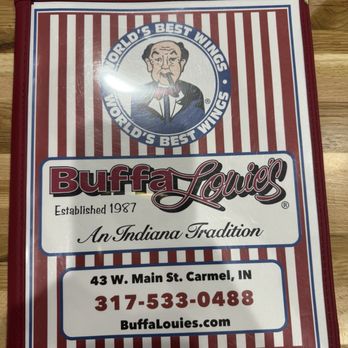 WORLD'S BEST WINGS
WORLD'S BEST WINGS
®
BuffaLouie's®
Established 1987
An Indiana Tradition
43 W. Main St. Carmel, IN
317-533-0488
BuffaLouies.com